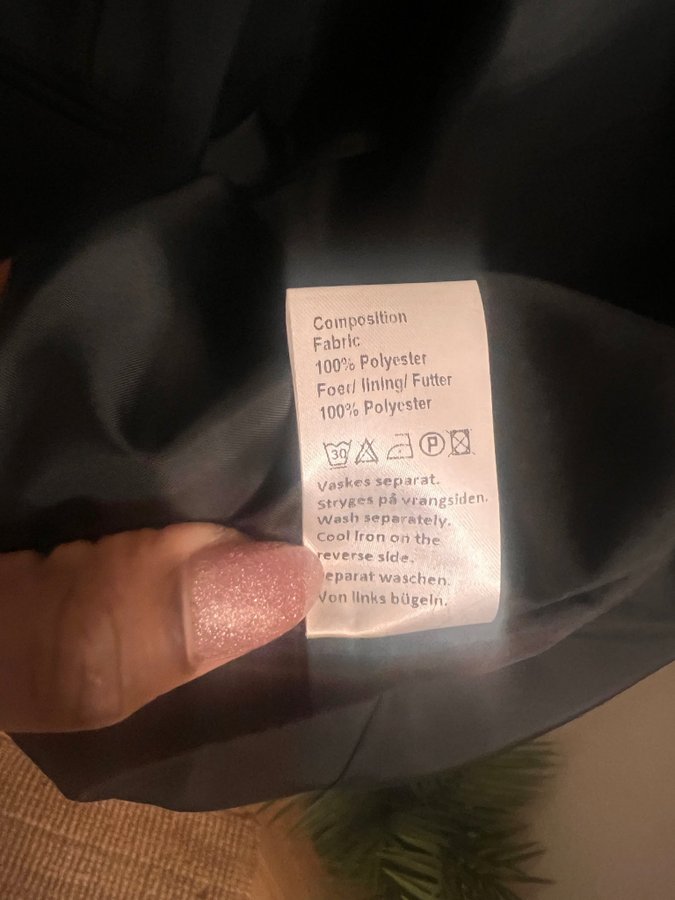 Composition
Fabric
100% Polyester
Foer/ lining/ Futter
100% Polyester
30 P
Vaskes separat.
Stryges på vrangsiden.
Wash separately.
Cool Iron on the
reverse side.
eparat waschen.
Von links bügeln.